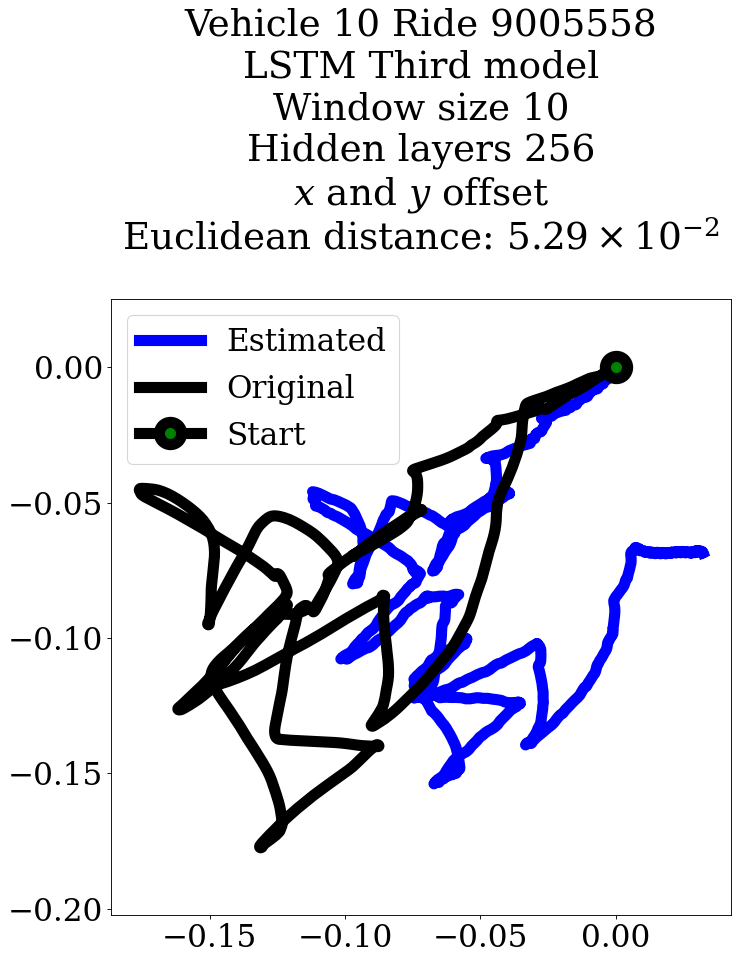 Vehicle 10 Ride 9005558
LSTM Third model
Window size 10
Hidden layers 256
x and y offset
Euclidean distance: 5.29 × 10⁻²
Estimated
Original
Start
0.00
−0.05
−0.10
−0.15
−0.20
−0.15
−0.10
−0.05
0.00